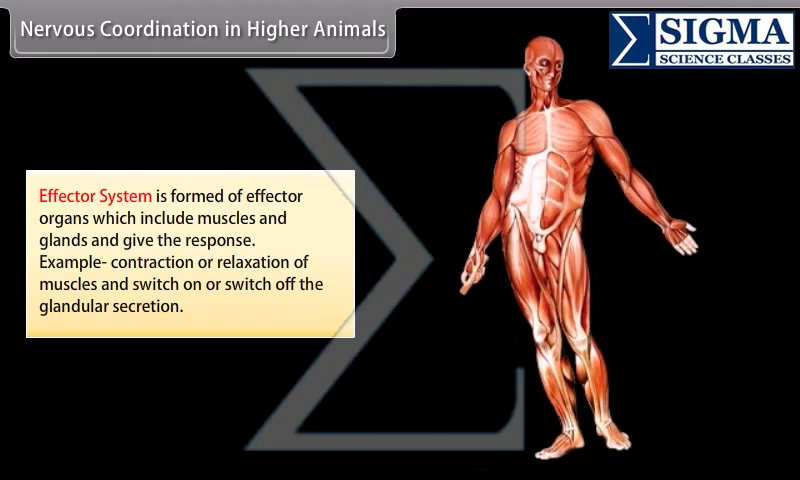 Nervous Coordination in Higher Animals
Σ SIGMA
SCIENCE CLASSES
Effector System is formed of effector
organs which include muscles and
glands and give the response.
Example- contraction or relaxation of
muscles and switch on or switch off the
glandular secretion.